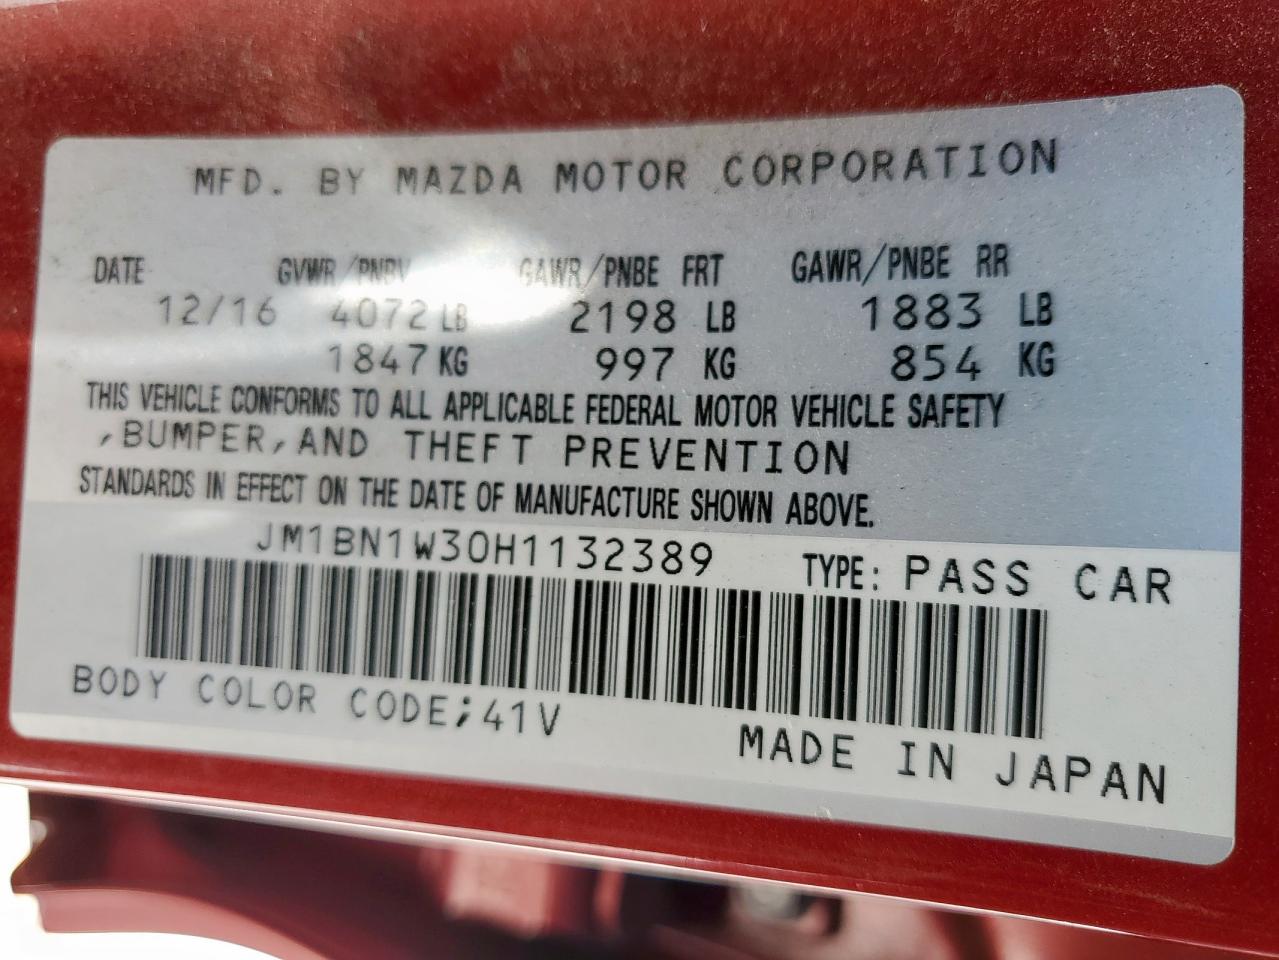 MFD. BY MAZDA MOTOR CORPORATION
DATE GVWR/PNBV GAWR/PNBE FRT GAWR/PNBE RR
12/16 4072 LB 2198 LB 1883 LB
1847 KG 997 KG 854 KG
THIS VEHICLE CONFORMS TO ALL APPLICABLE FEDERAL MOTOR VEHICLE SAFETY
,BUMPER,AND THEFT PREVENTION
STANDARDS IN EFFECT ON THE DATE OF MANUFACTURE SHOWN ABOVE.
JM1BN1W30H1132389 TYPE: PASS CAR
BODY COLOR CODE;41V
MADE IN JAPAN